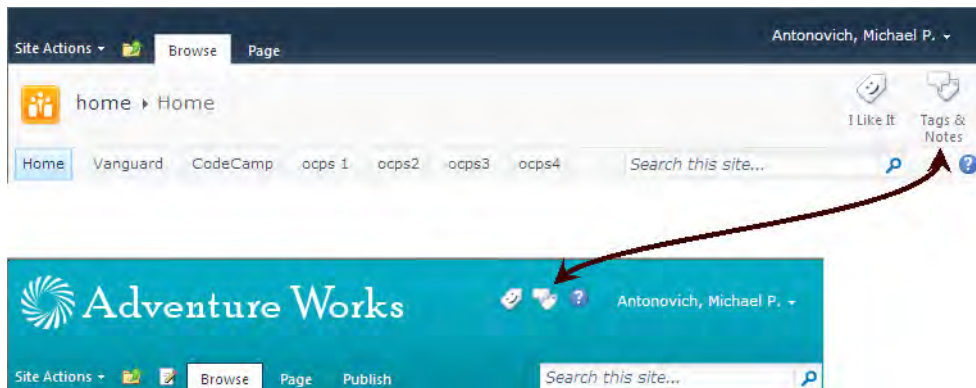 Antonovich, Michael P.
Site Actions Browse Page
home Home
I Like It Tags &
Notes
Home Vanguard CodeCamp ocps 1 ocps2 ocps3 ocps4 Search this site... ?
Adventure Works ? Antonovich, Michael P.
Site Actions Browse Page Publish Search this site...